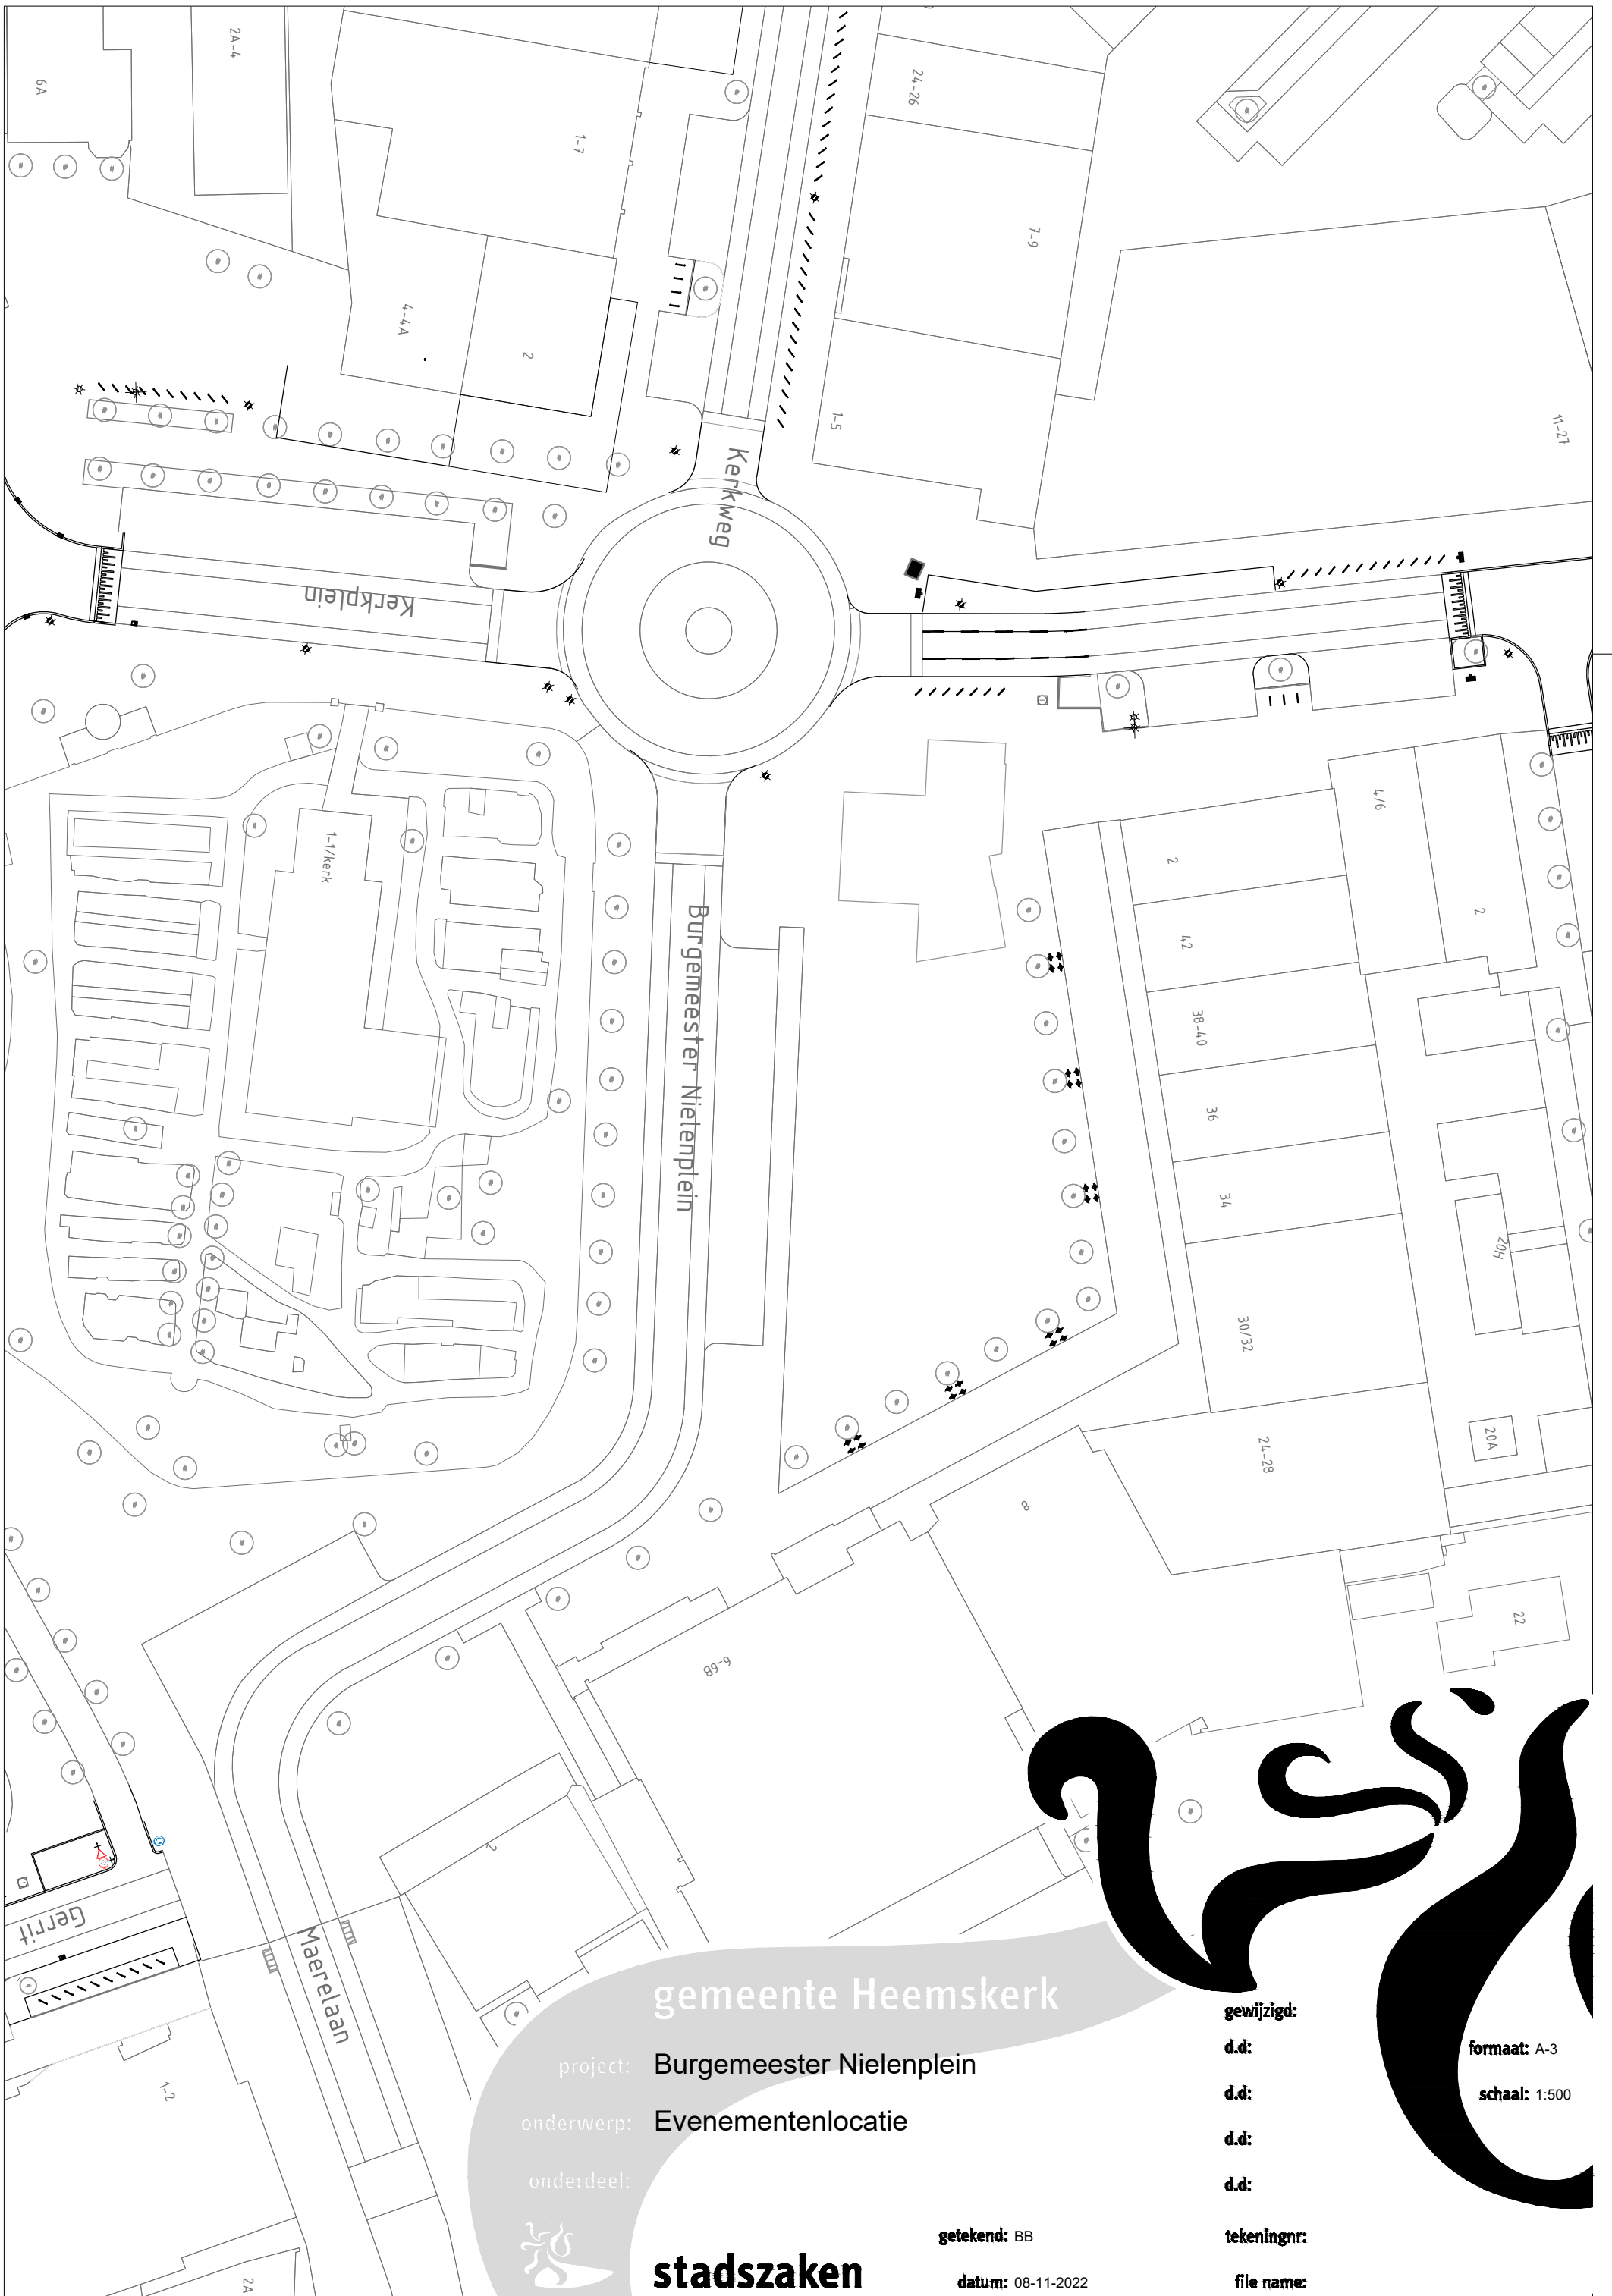 6A
2A-4
1-7
24-26
7-9
4-4A
2
1-5
11-27
Kerkweg
Kerkplein
1-1/kerk
4/6
2
2
42
38-40
36
34
30/32
20H
24-28
20A
8
22
6-6B
2
Burgemeester Nielenplein
Gerrit
Maerelaan
1-2
2A
gemeente Heemskerk
project: Burgemeester Nielenplein
onderwerp: Evenementenlocatie
onderdeel:
stadszaken
getekend: BB
datum: 08-11-2022
gewijzigd:
d.d:
d.d:
d.d:
d.d:
formaat: A-3
schaal: 1:500
tekeningnr:
file name: